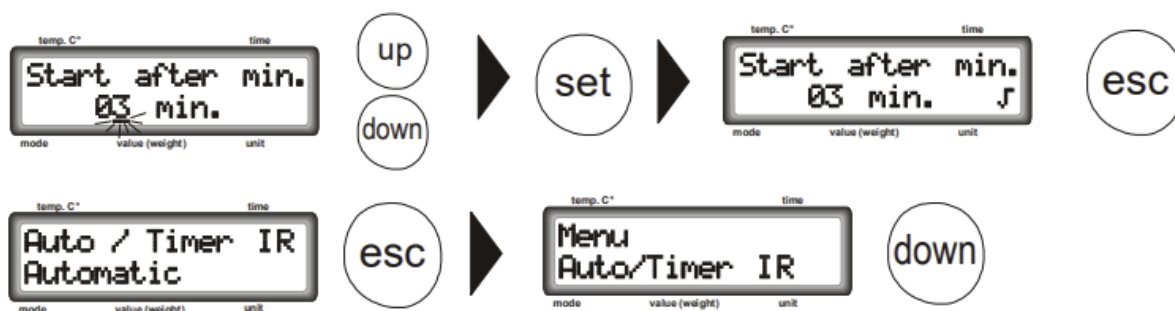 temp. C° time
Start after min.
03 min.
mode value (weight) unit
up
down
set
temp. C° time
Start after min.
03 min. √
mode value (weight) unit
esc
temp. C° time
Auto / Timer IR
Automatic
mode value (weight) unit
esc
temp. C° time
Menu
Auto/Timer IR
mode value (weight) unit
down